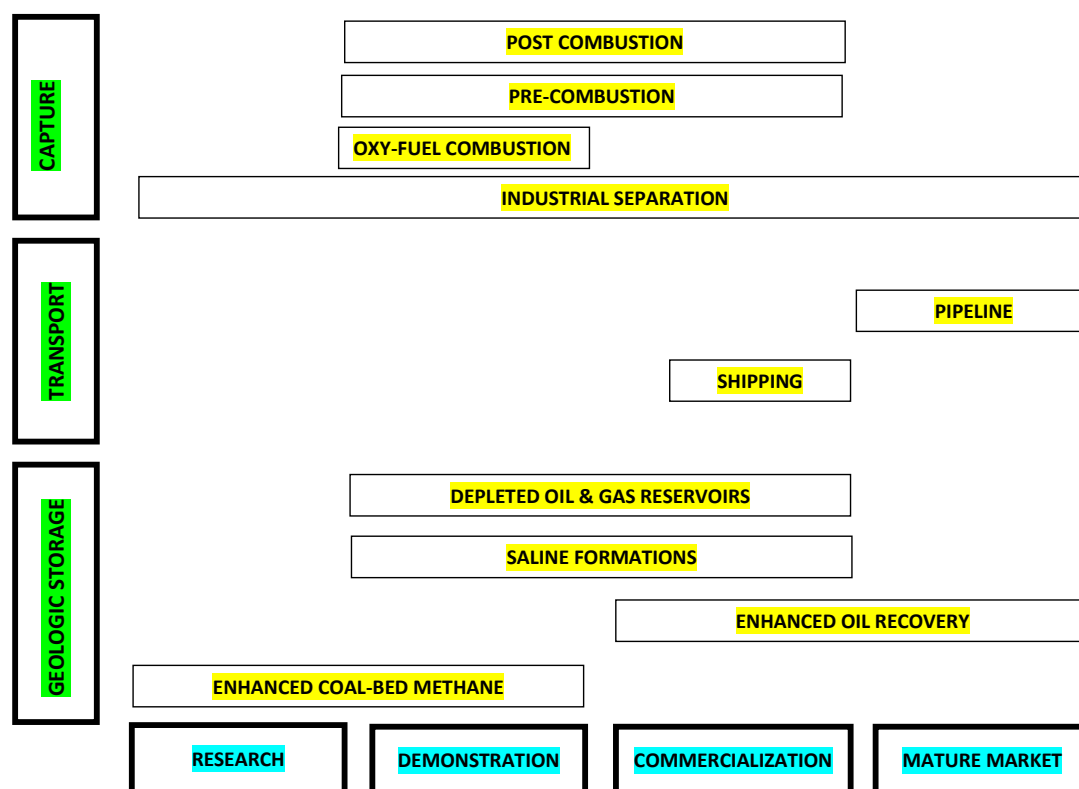 CAPTURE
POST COMBUSTION
PRE-COMBUSTION
OXY-FUEL COMBUSTION
INDUSTRIAL SEPARATION
TRANSPORT
PIPELINE
SHIPPING
GEOLOGIC STORAGE
DEPLETED OIL & GAS RESERVOIRS
SALINE FORMATIONS
ENHANCED OIL RECOVERY
ENHANCED COAL-BED METHANE
RESEARCH
DEMONSTRATION
COMMERCIALIZATION
MATURE MARKET